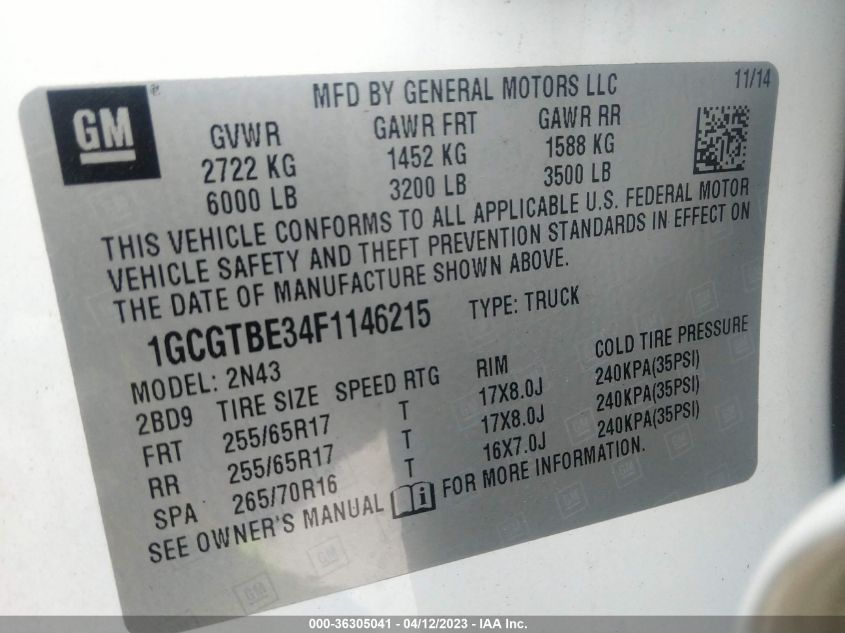 GM ®
MFD BY GENERAL MOTORS LLC
11/14
GVWR GAWR FRT GAWR RR
2722 KG 1452 KG 1588 KG
6000 LB 3200 LB 3500 LB
THIS VEHICLE CONFORMS TO ALL APPLICABLE U.S. FEDERAL MOTOR
VEHICLE SAFETY AND THEFT PREVENTION STANDARDS IN EFFECT ON
THE DATE OF MANUFACTURE SHOWN ABOVE.
1GCGTBE34F1146215 TYPE: TRUCK
MODEL: 2N43
2BD9 TIRE SIZE SPEED RTG RIM COLD TIRE PRESSURE
FRT 255/65R17 T 17X8.0J 240KPA(35PSI)
RR 255/65R17 T 17X8.0J 240KPA(35PSI)
SPA 265/70R16 T 16X7.0J 240KPA(35PSI)
SEE OWNER'S MANUAL i FOR MORE INFORMATION.
000-36305041 - 04/12/2023 - IAA Inc.